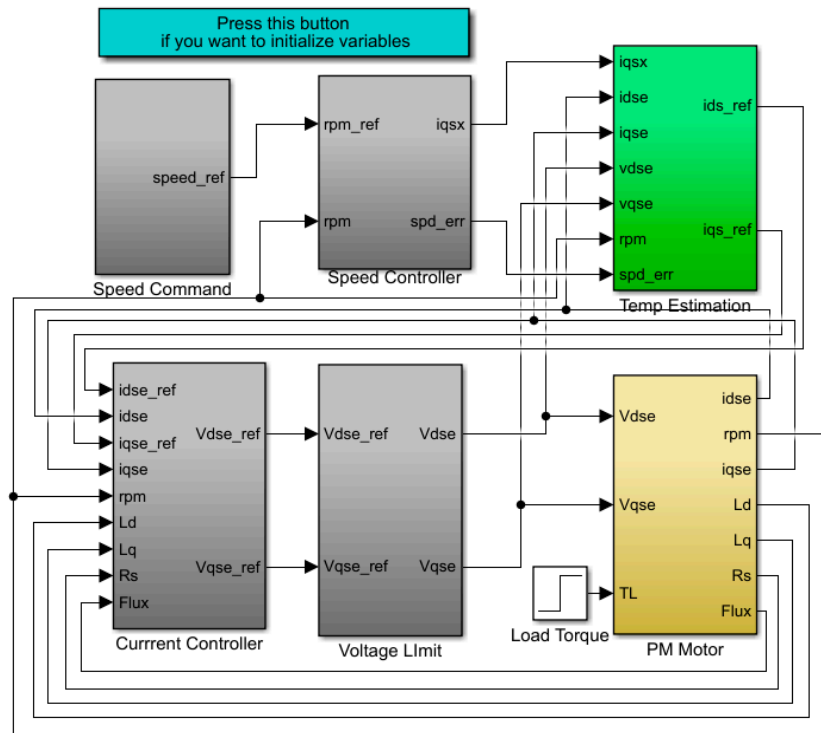 Press this button
if you want to initialize variables
speed_ref
Speed Command
rpm_ref
rpm
iqsx
spd_err
Speed Controller
iqsx
idse
iqse
vdse
vqse
rpm
spd_err
ids_ref
iqs_ref
Temp Estimation
idse_ref
idse
iqse_ref
iqse
rpm
Ld
Lq
Rs
Flux
Vdse_ref
Vqse_ref
Currrent Controller
Vdse_ref
Vqse_ref
Vdse
Vqse
Voltage LImit
Load Torque
Vdse
Vqse
TL
idse
rpm
iqse
Ld
Lq
Rs
Flux
PM Motor